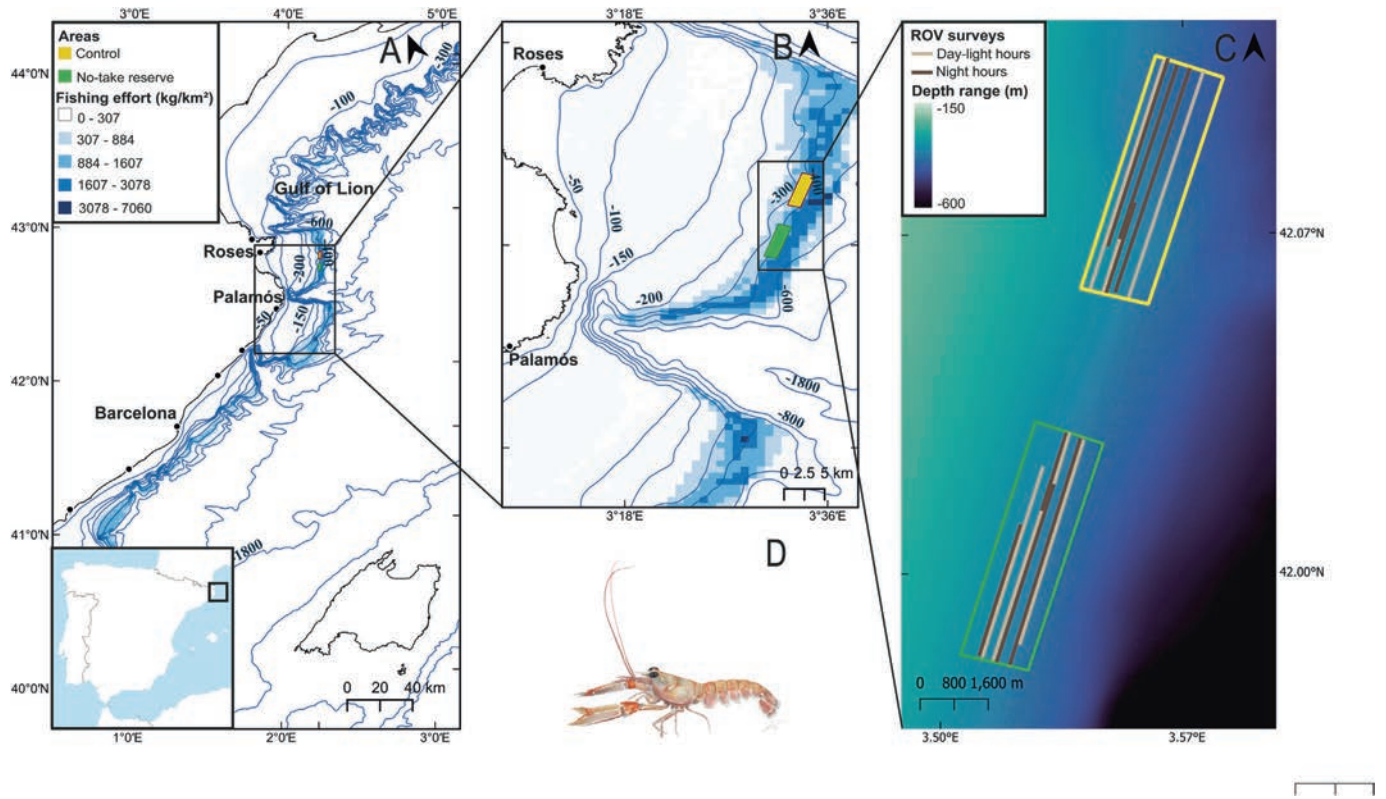 3°0'E
4°0'E
5°0'E
Areas
Control
No-take reserve
Fishing effort (kg/km²)
0 - 307
307 - 884
884 - 1607
1607 - 3078
3078 - 7060
A
-300
-100
Gulf of Lion
-600
Roses
-200
Palamós
-50
-150
Barcelona
-1800
0 20 40 km
44°0'N
43°0'N
42°0'N
41°0'N
40°0'N
1°0'E
2°0'E
3°0'E
3°18'E
3°36'E
B
Roses
-50
-100
-150
-300
-200
-600
Palamós
-1800
-800
0 2.5 5 km
3°18'E
3°36'E
D
ROV surveys
Day-light hours
Night hours
Depth range (m)
-150
-600
C
42.07°N
42.00°N
0 800 1,600 m
3.50°E
3.57°E